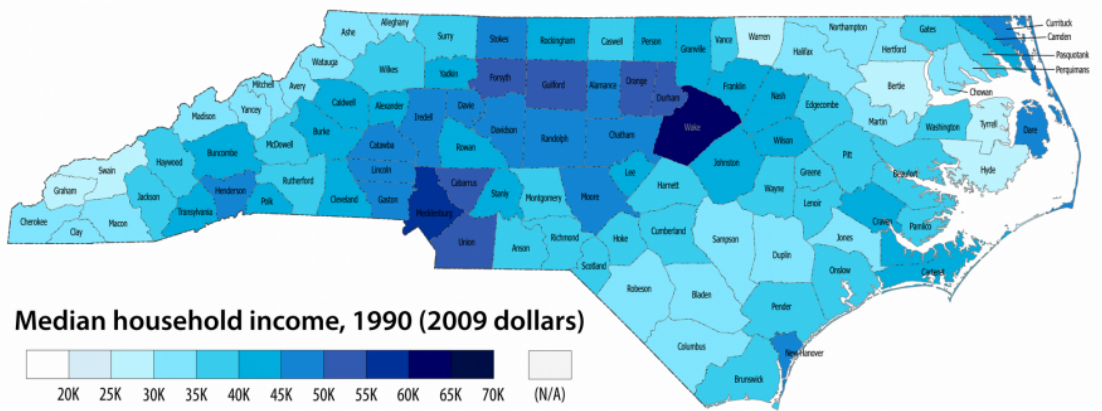 Alleghany
Ashe
Surry
Stokes
Rockingham
Caswell
Person
Granville
Vance
Warren
Northampton
Halifax
Hertford
Gates
Currituck
Camden
Pasquotank
Perquimans
Chowan
Watauga
Wilkes
Yadkin
Forsyth
Guilford
Alamance
Orange
Durham
Franklin
Nash
Edgecombe
Bertie
Mitchell
Avery
Madison
Yancey
Caldwell
Alexander
Iredell
Davie
Davidson
Randolph
Chatham
Wake
Wilson
Martin
Washington
Tyrrell
Dare
Burke
McDowell
Buncombe
Haywood
Swain
Graham
Catawba
Rowan
Lincoln
Lee
Johnston
Pitt
Beaufort
Hyde
Jackson
Henderson
Rutherford
Cleveland
Gaston
Polk
Transylvania
Macon
Cherokee
Clay
Cabarrus
Stanly
Montgomery
Moore
Harnett
Wayne
Greene
Lenoir
Craven
Pamlico
Mecklenburg
Union
Anson
Richmond
Hoke
Cumberland
Sampson
Duplin
Jones
Carteret
Scotland
Robeson
Bladen
Onslow
Pender
Columbus
Brunswick
New Hanover
Median household income, 1990 (2009 dollars)
20K 25K 30K 35K 40K 45K 50K 55K 60K 65K 70K (N/A)